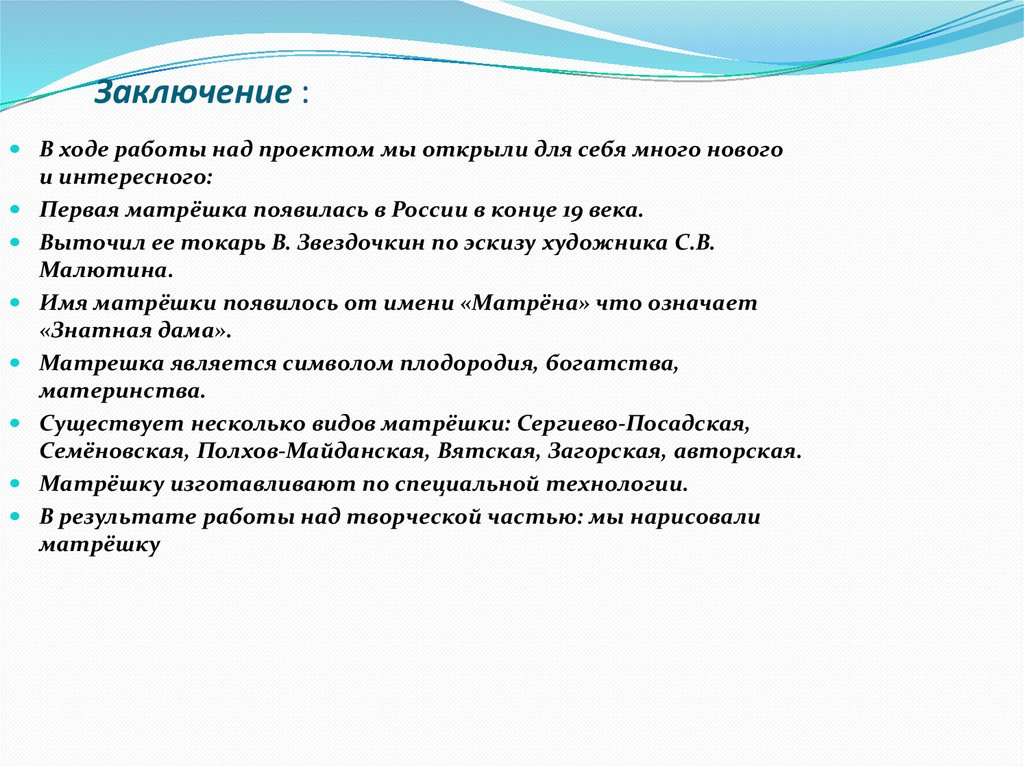 Заключение :
В ходе работы над проектом мы открыли для себя много нового
и интересного:
Первая матрёшка появилась в России в конце 19 века.
Выточил ее токарь В. Звездочкин по эскизу художника С.В.
Малютина.
Имя матрёшки появилось от имени «Матрёна» что означает
«Знатная дама».
Матрешка является символом плодородия, богатства,
материнства.
Существует несколько видов матрёшки: Сергиево-Посадская,
Семёновская, Полхов-Майданская, Вятская, Загорская, авторская.
Матрёшку изготавливают по специальной технологии.
В результате работы над творческой частью: мы нарисовали
матрёшку